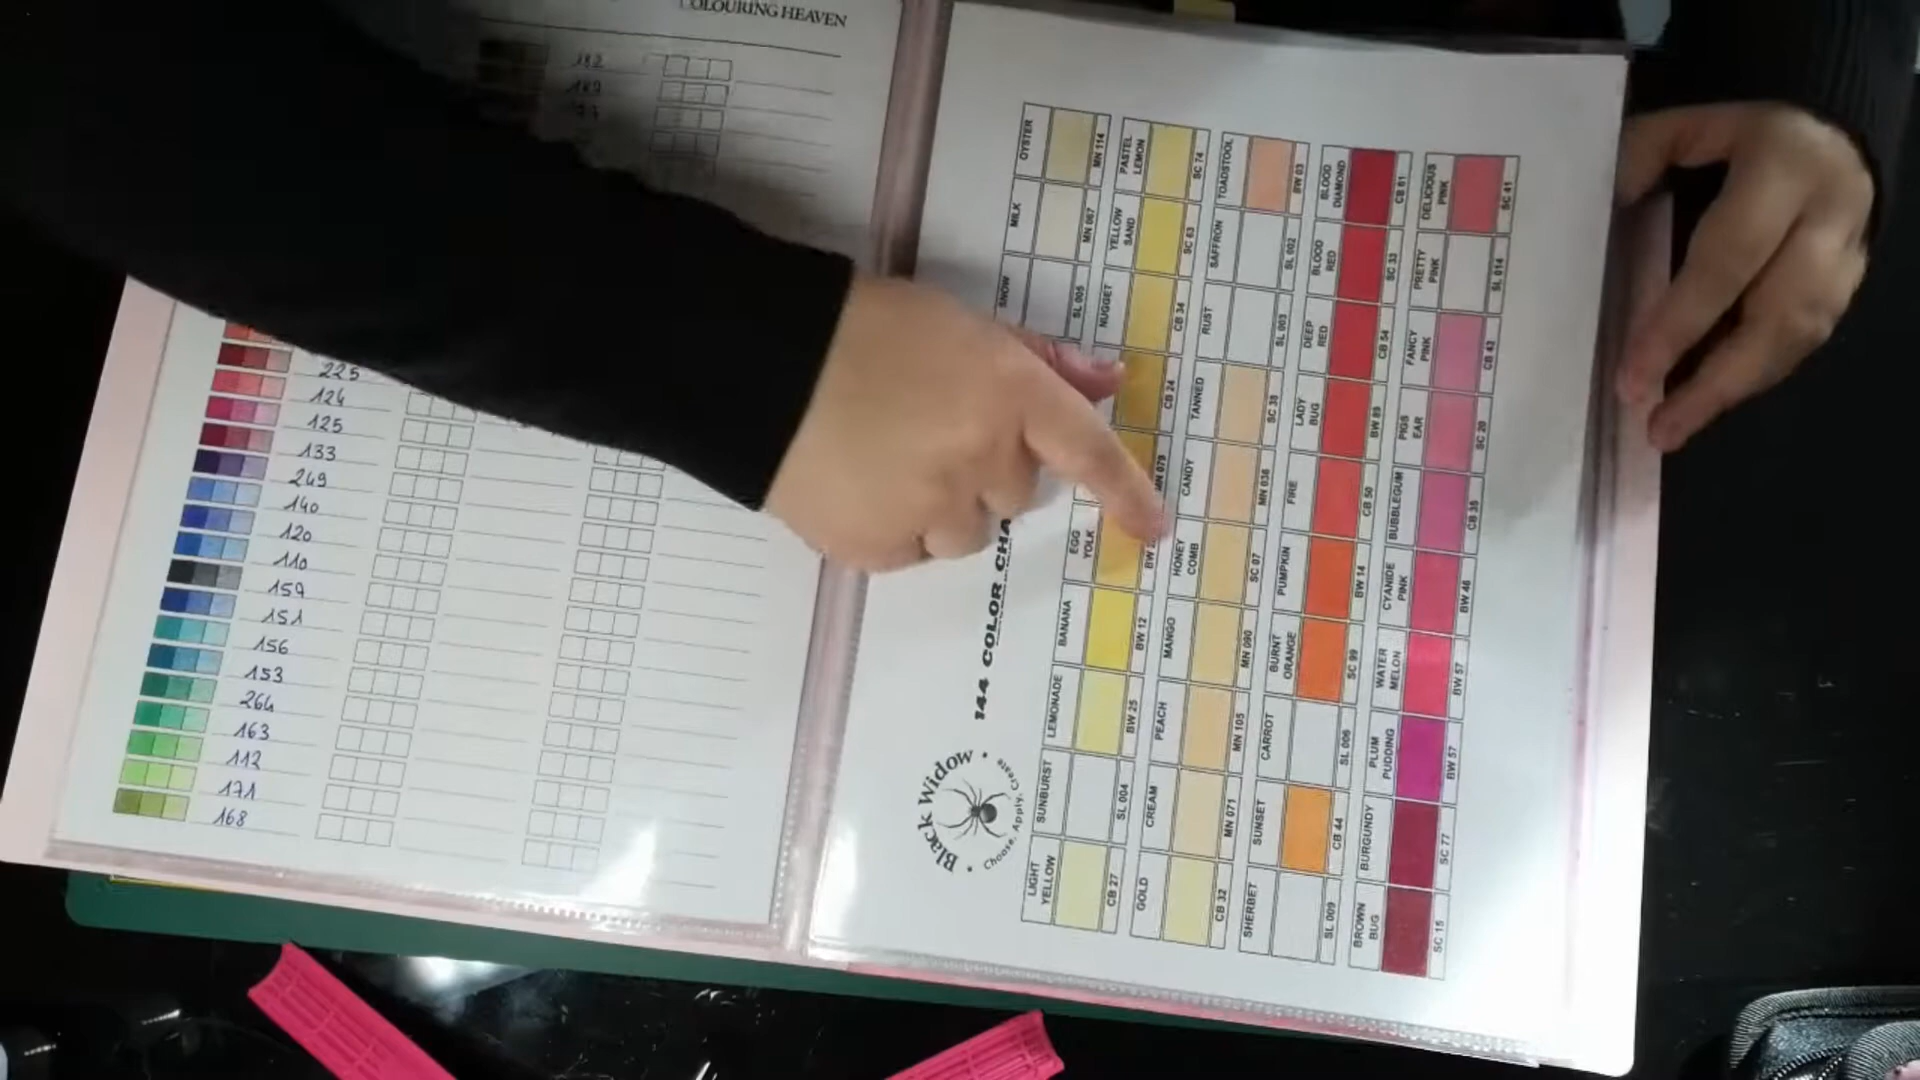 COLOURING HEAVEN
182
169
225
124
125
133
249
140
120
110
159
151
156
153
264
163
112
171
168
Black Widow
Choose, Apply, Create
144 COLOR CHA
LIGHT YELLOW
CB 27
SUNBURST
SL 004
LEMONADE
BW 25
BANANA
BW 12
EGG YOLK
BW
MN 079
CB 24
SNOW
SL 005
MILK
MN 067
OYSTER
MN 114
GOLD
CB 32
CREAM
MN 071
PEACH
MN 105
MANGO
MN 090
HONEY COMB
SC 07
CANDY
MN 036
TANNED
SC 38
NUGGET
CB 34
YELLOW SAND
SC 63
PASTEL LEMON
SC 74
SHERBET
SL 009
SUNSET
CB 44
CARROT
SL 006
BURNT ORANGE
SC 99
PUMPKIN
BW 14
FIRE
CB 50
LADY BUG
BW 89
RUST
SL 003
SAFFRON
SL 002
TOADSTOOL
BW 03
BROWN BUG
SC 15
BURGUNDY
SC 77
PLUM PUDDING
BW 57
WATER MELON
BW 57
CYANIDE PINK
BW 46
BUBBLEGUM
CB 35
PIGS EAR
SC 20
DEEP RED
CB 54
BLOOD RED
SC 33
BLOOD DIAMOND
CB 61
FANCY PINK
CB 42
PRETTY PINK
SL 014
DELICIOUS PINK
SC 41